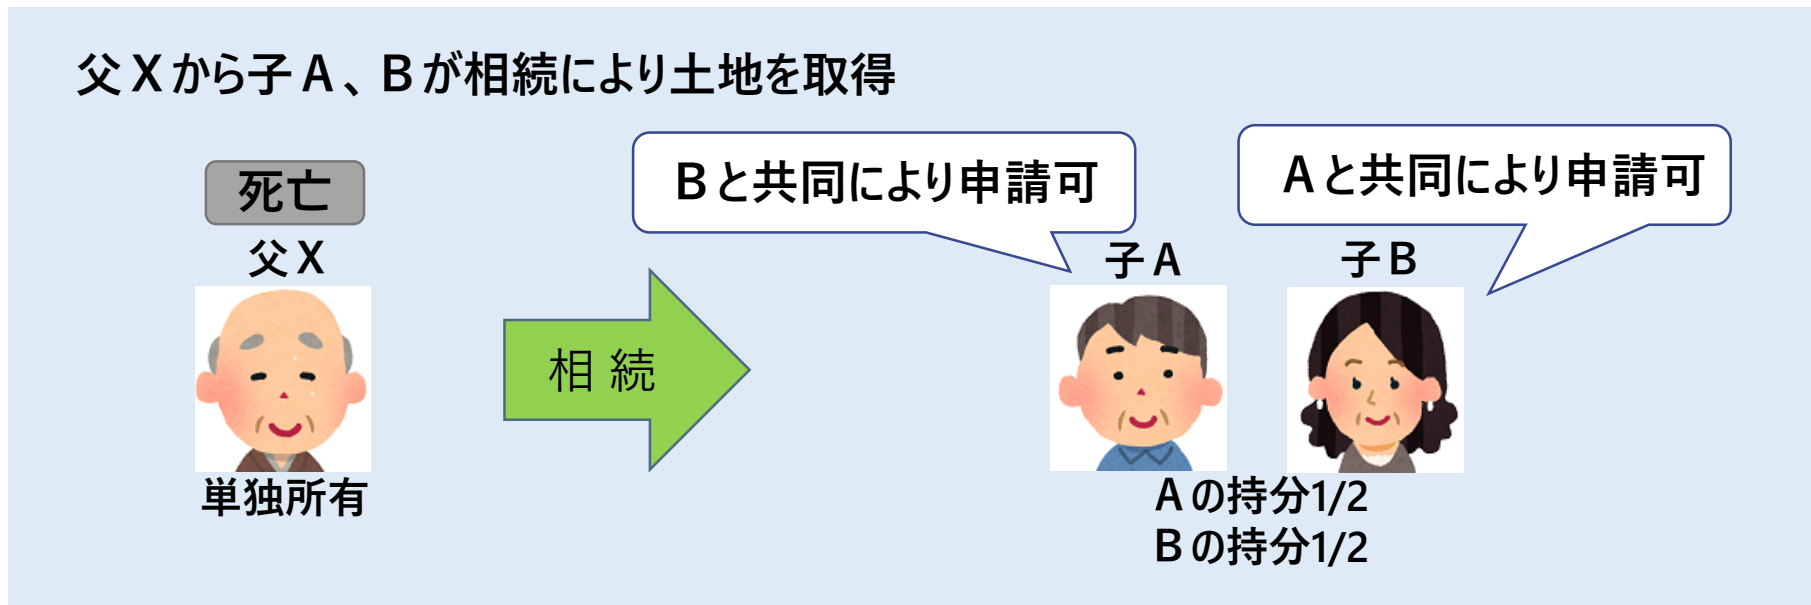 父Xから子A、Bが相続により土地を取得
Bと共同により申請可
Aと共同により申請可
死亡
父X
子A
子B
相続
単独所有
Aの持分1/2
Bの持分1/2